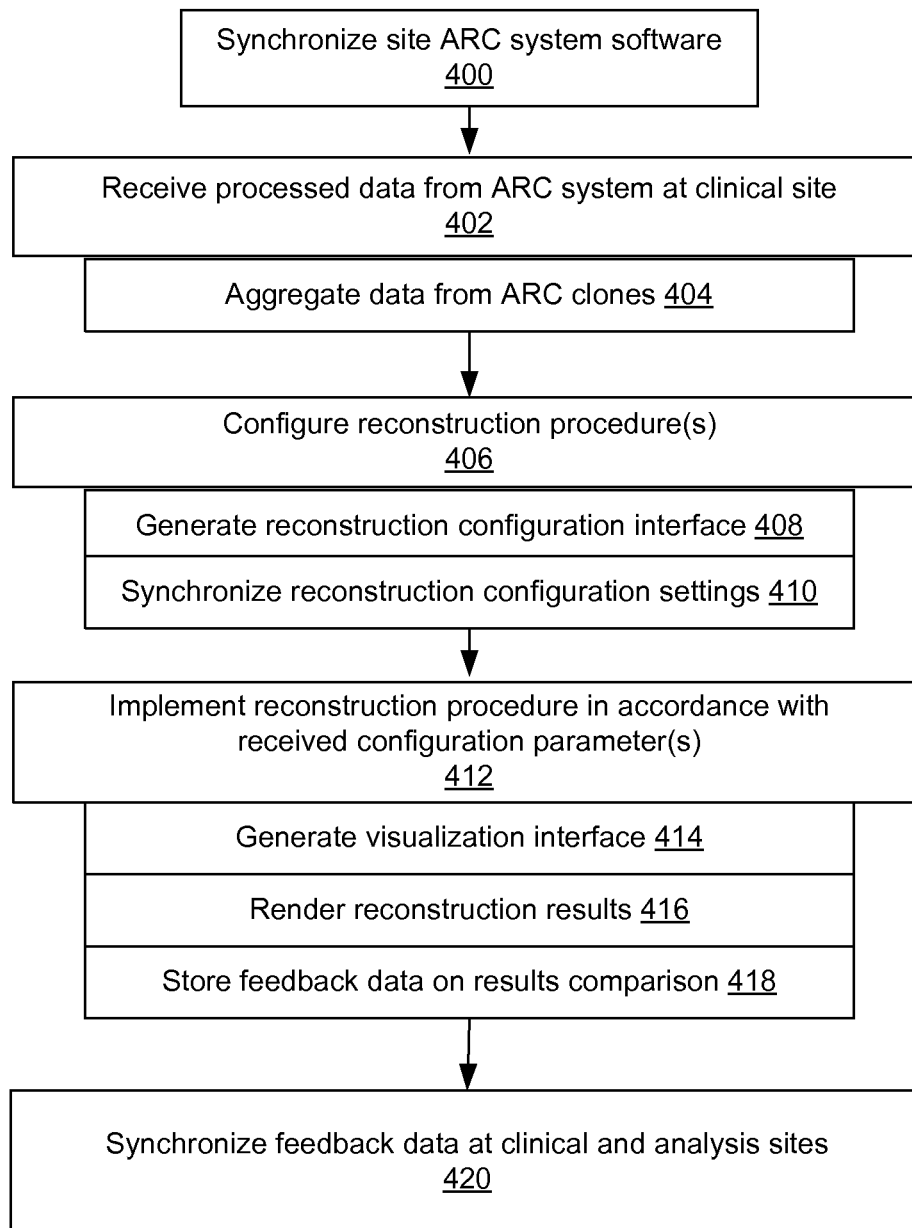 Synchronize site ARC system software
400
Receive processed data from ARC system at clinical site
402
Aggregate data from ARC clones 404
Configure reconstruction procedure(s)
406
Generate reconstruction configuration interface 408
Synchronize reconstruction configuration settings 410
Implement reconstruction procedure in accordance with
received configuration parameter(s)
412
Generate visualization interface 414
Render reconstruction results 416
Store feedback data on results comparison 418
Synchronize feedback data at clinical and analysis sites
420